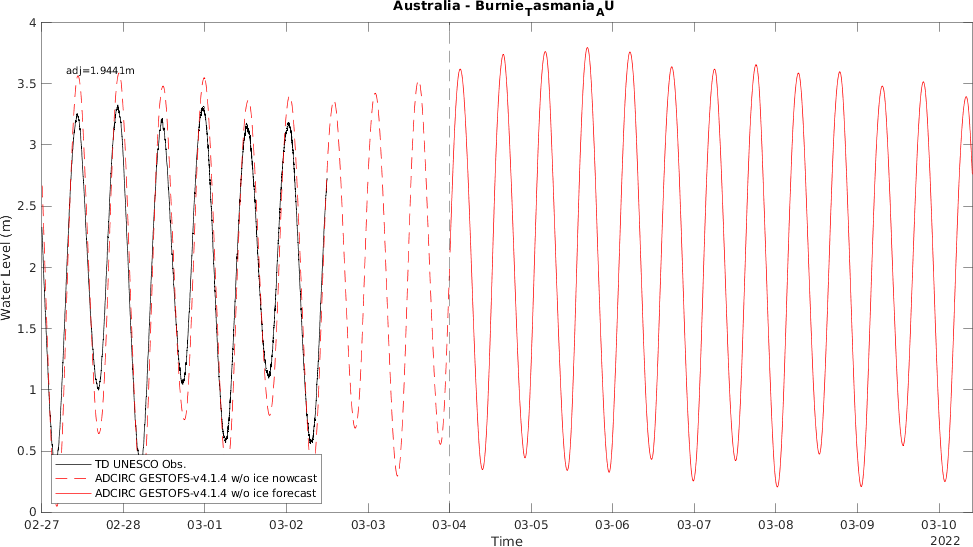 Australia - Burnie_Tasmania_AU
adj=1.9441m
4
3.5
3
2.5
2
1.5
1
0.5
0
Water Level (m)
TD UNESCO Obs.
ADCIRC GESTOFS-v4.1.4 w/o ice nowcast
ADCIRC GESTOFS-v4.1.4 w/o ice forecast
02-27 02-28 03-01 03-02 03-03 03-04 03-05 03-06 03-07 03-08 03-09 03-10
Time
2022